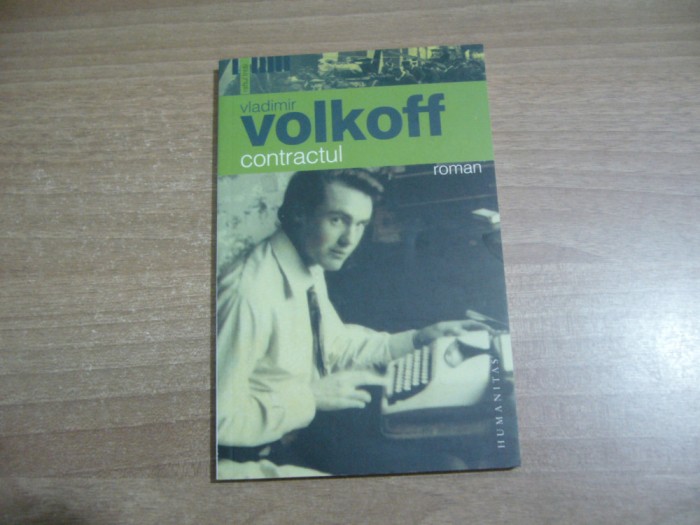 vladimir
volkoff
contractul
roman
HUMANITAS